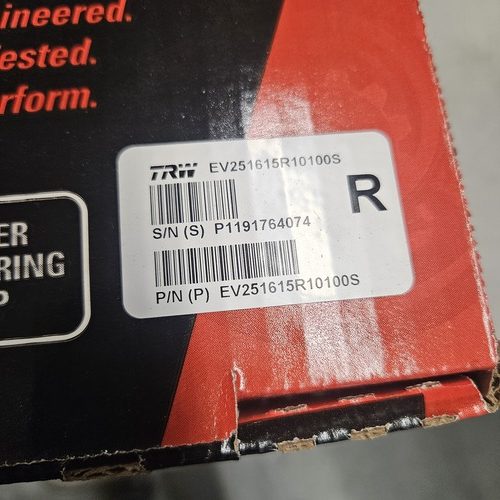 ineered.
ested.
rform.
TRW EV251615R10100S
R
S/N (S) P1191764074
P/N (P) EV251615R10100S
ER
RING
P